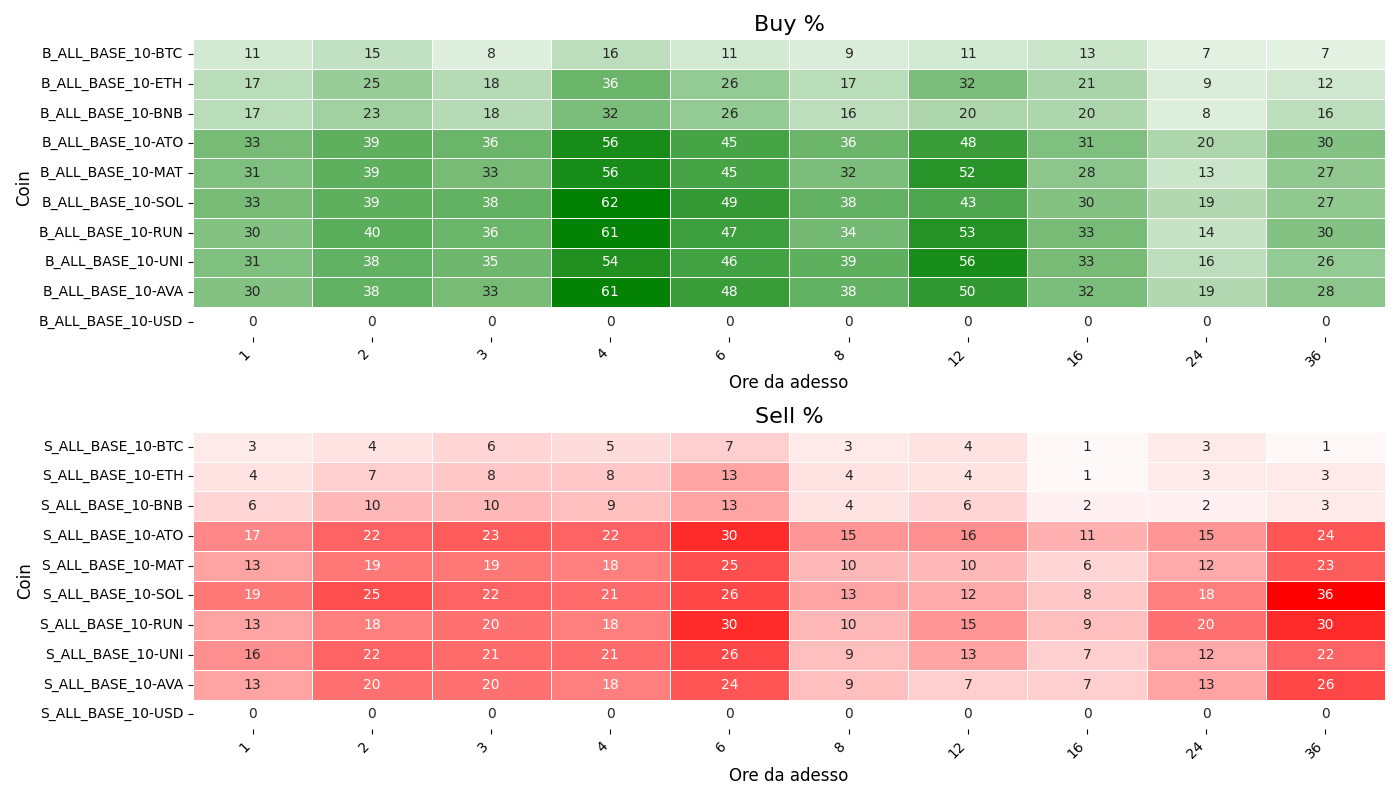 Buy %
Coin
B_ALL_BASE_10-BTC 11 15 8 16 11 9 11 13 7 7
B_ALL_BASE_10-ETH 17 25 18 36 26 17 32 21 9 12
B_ALL_BASE_10-BNB 17 23 18 32 26 16 20 20 8 16
B_ALL_BASE_10-ATO 33 39 36 56 45 36 48 31 20 30
B_ALL_BASE_10-MAT 31 39 33 56 45 32 52 28 13 27
B_ALL_BASE_10-SOL 33 39 38 62 49 38 43 30 19 27
B_ALL_BASE_10-RUN 30 40 36 61 47 34 53 33 14 30
B_ALL_BASE_10-UNI 31 38 35 54 46 39 56 33 16 26
B_ALL_BASE_10-AVA 30 38 33 61 48 38 50 32 19 28
B_ALL_BASE_10-USD 0 0 0 0 0 0 0 0 0 0
1 2 3 4 6 8 12 16 24 36
Ore da adesso
Sell %
Coin
S_ALL_BASE_10-BTC 3 4 6 5 7 3 4 1 3 1
S_ALL_BASE_10-ETH 4 7 8 8 13 4 4 1 3 3
S_ALL_BASE_10-BNB 6 10 10 9 13 4 6 2 2 3
S_ALL_BASE_10-ATO 17 22 23 22 30 15 16 11 15 24
S_ALL_BASE_10-MAT 13 19 19 18 25 10 10 6 12 23
S_ALL_BASE_10-SOL 19 25 22 21 26 13 12 8 18 36
S_ALL_BASE_10-RUN 13 18 20 18 30 10 15 9 20 30
S_ALL_BASE_10-UNI 16 22 21 21 26 9 13 7 12 22
S_ALL_BASE_10-AVA 13 20 20 18 24 9 7 7 13 26
S_ALL_BASE_10-USD 0 0 0 0 0 0 0 0 0 0
1 2 3 4 6 8 12 16 24 36
Ore da adesso